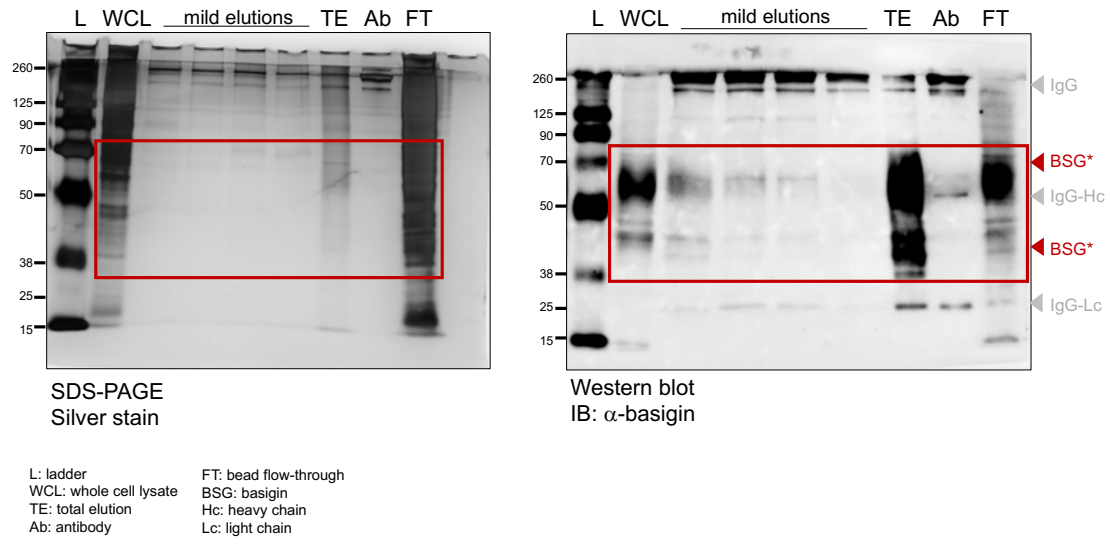 L WCL mild elutions TE Ab FT
260
125
90
70
50
38
25
15
SDS-PAGE
Silver stain
L WCL mild elutions TE Ab FT
260
125
90
70
50
38
25
15
IgG
BSG*
IgG-Hc
BSG*
IgG-Lc
Western blot
IB: α-basigin
L: ladder
WCL: whole cell lysate
TE: total elution
Ab: antibody
FT: bead flow-through
BSG: basigin
Hc: heavy chain
Lc: light chain